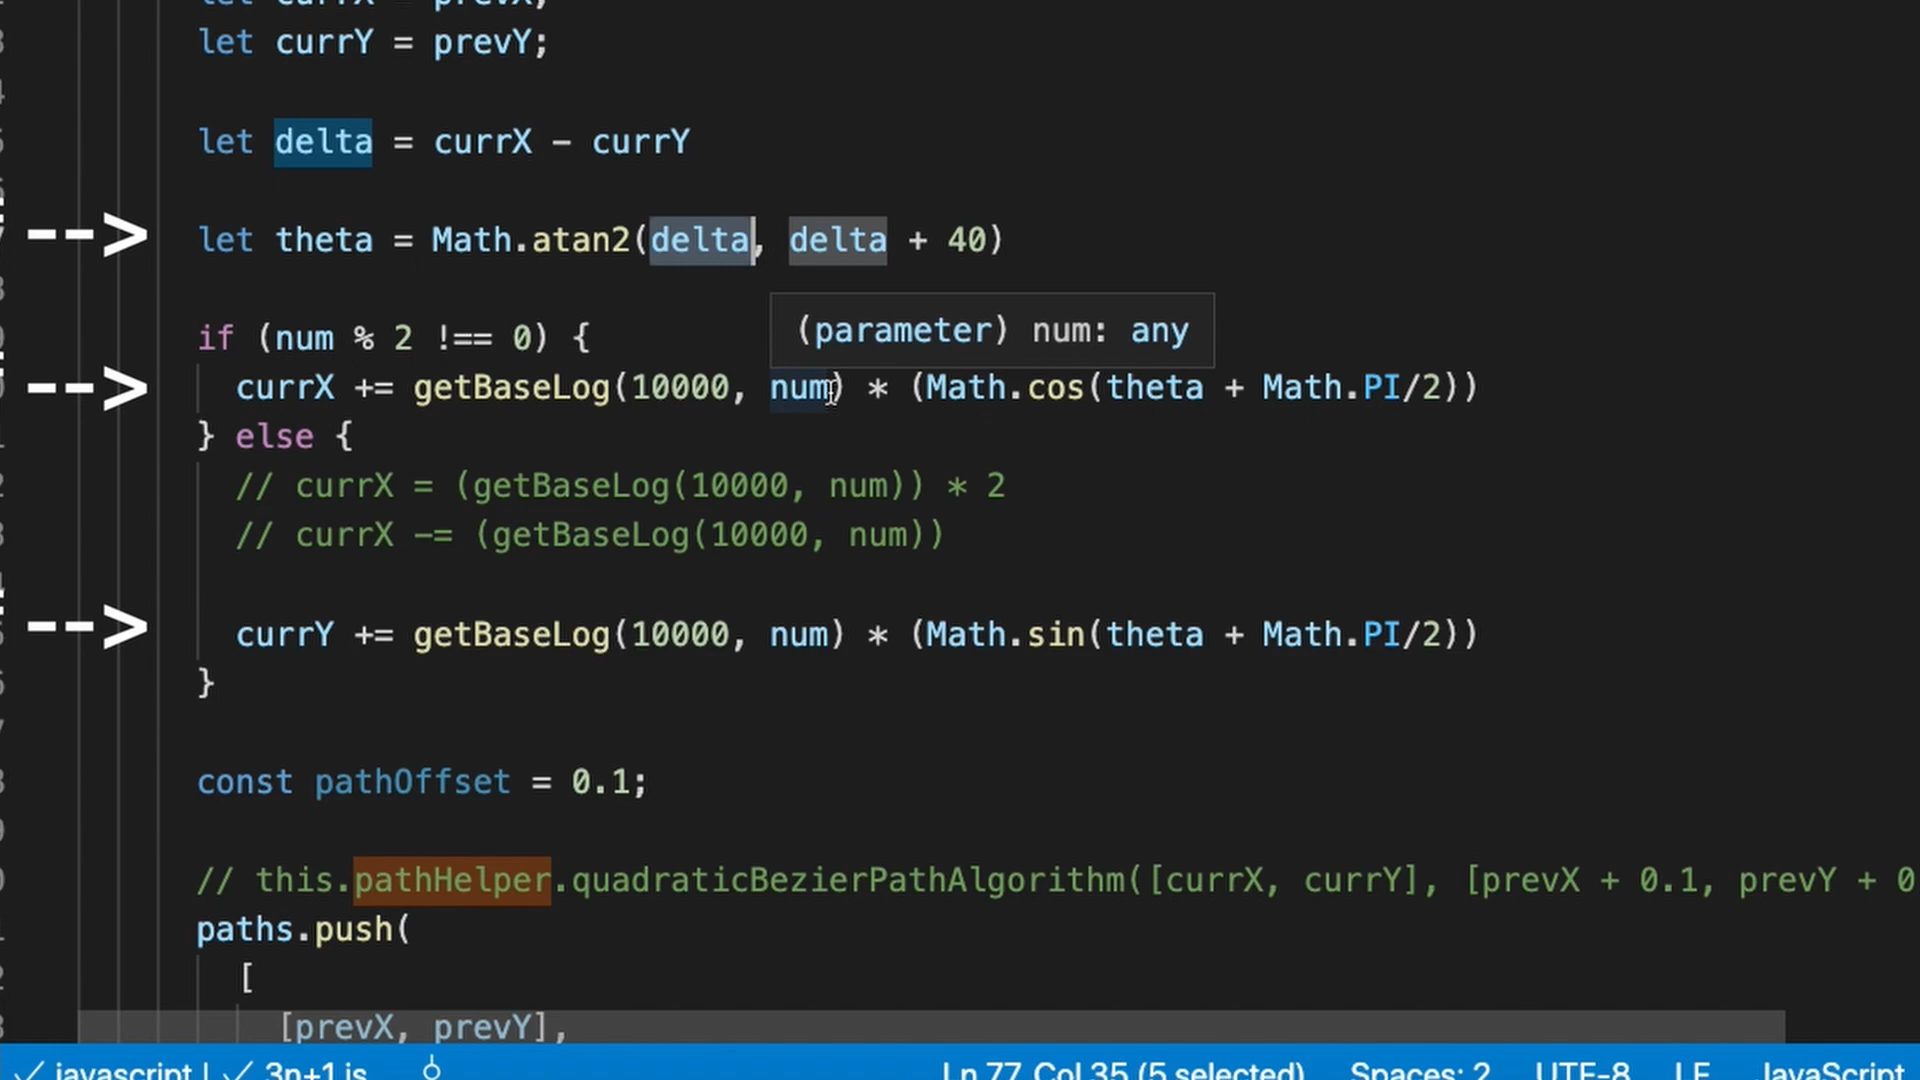 let currX = prevX;
let currY = prevY;
let delta = currX - currY
--> let theta = Math.atan2(delta, delta + 40)
(parameter) num: any
if (num % 2 !== 0) {
--> currX += getBaseLog(10000, num) * (Math.cos(theta + Math.PI/2))
} else {
// currX = (getBaseLog(10000, num)) * 2
// currX -= (getBaseLog(10000, num))
--> currY += getBaseLog(10000, num) * (Math.sin(theta + Math.PI/2))
}
const pathOffset = 0.1;
// this.pathHelper.quadraticBezierPathAlgorithm([currX, currY], [prevX + 0.1, prevY + 0
paths.push(
[
[prevX, prevY],
javascript | 3n+1.js Ln 77, Col 35 (5 selected) Spaces: 2 UTF-8 LF JavaScript